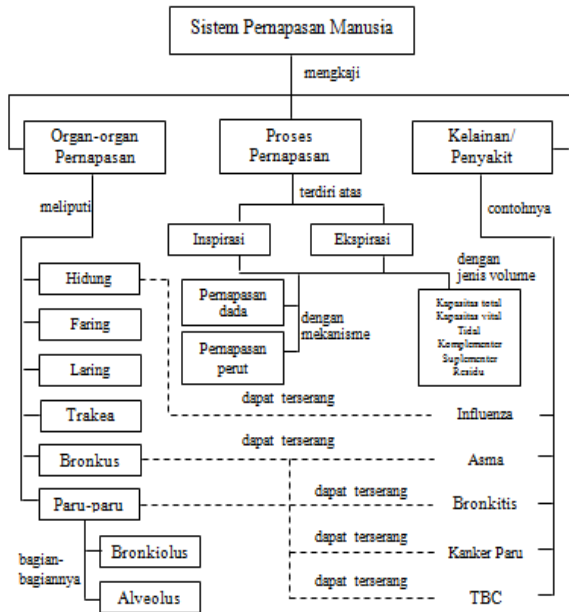 Sistem Pernapasan Manusia
mengkaji
Organ-organ
Pernapasan
Proses
Pernapasan
Kelainan/
Penyakit
meliputi
terdiri atas
contohnya
Inspirasi
Ekspirasi
dengan
jenis volume
Hidung
Faring
Laring
Trakea
Bronkus
Paru-paru
bagian-
bagiannya
Bronkiolus
Alveolus
Pernapasan
dada
Pernapasan
perut
dengan
mekanisme
Kapasitas total
Kapasitas vital
Tidal
Komplementer
Suplementer
Residu
dapat terserang
Influenza
dapat terserang
Asma
dapat terserang
Bronkitis
dapat terserang
Kanker Paru
dapat terserang
TBC